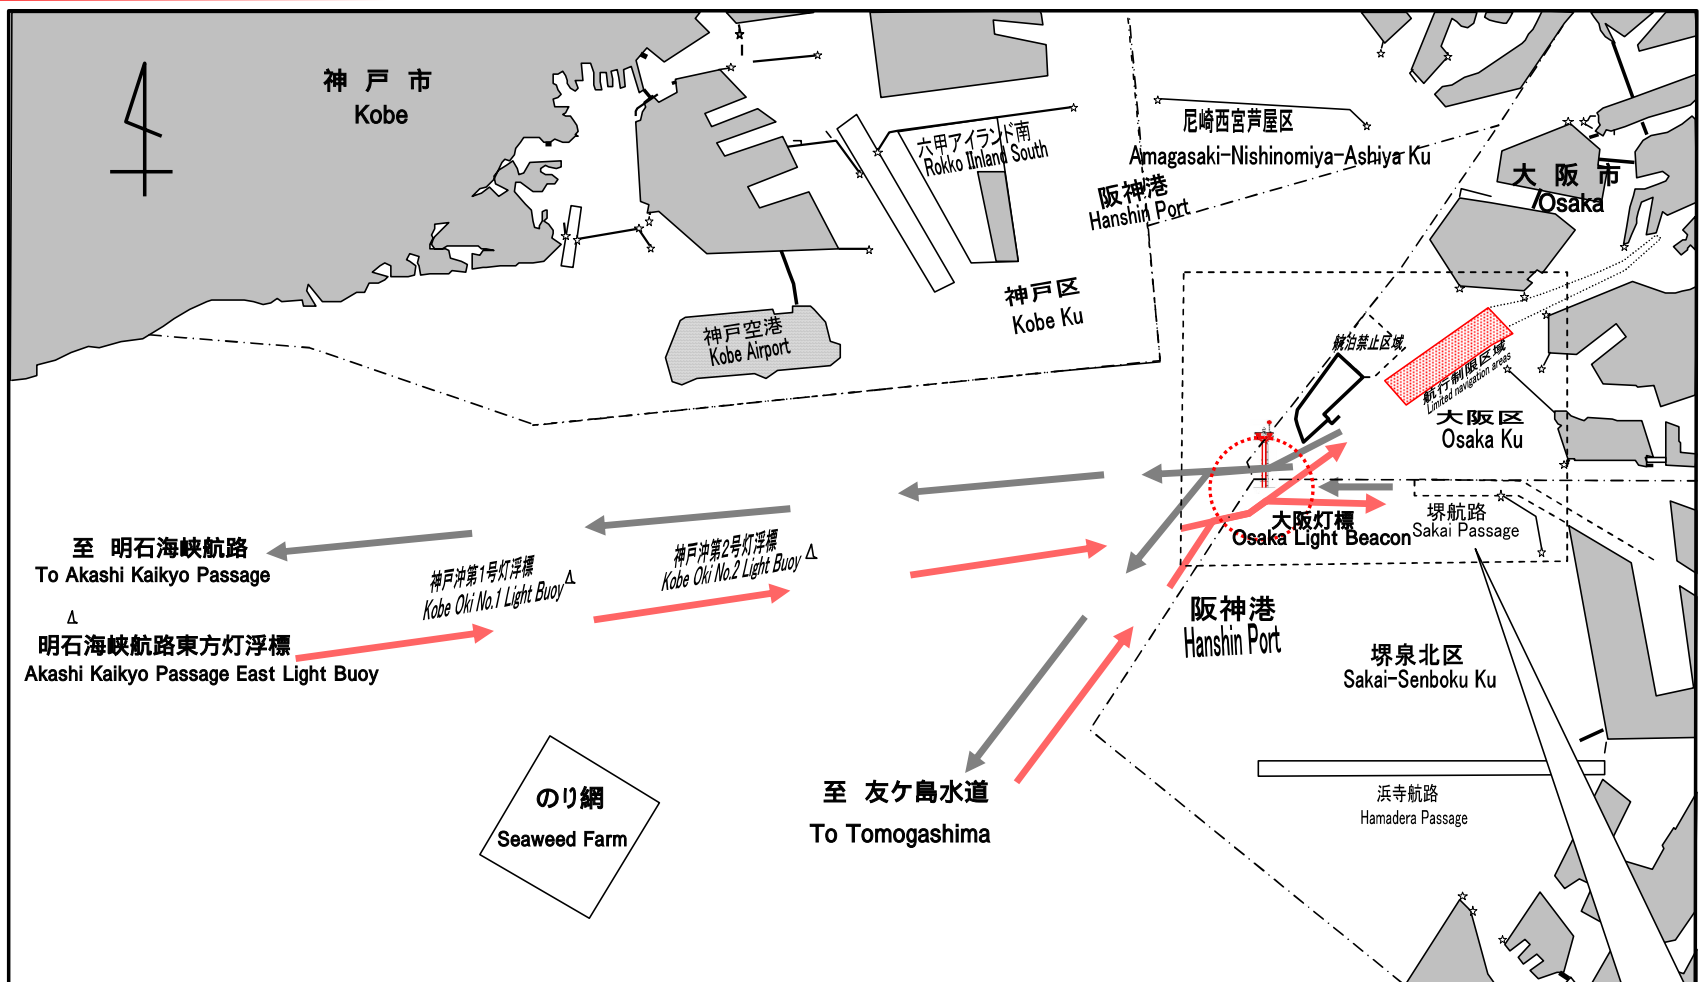 神 戸 市
Kobe
六甲アイランド南
Rokko IInland South
尼崎西宮芦屋区
Amagasaki-Nishinomiya-Ashiya Ku
阪神港
Hanshin Port
大 阪 市
Osaka
神戸区
Kobe Ku
神戸空港
Kobe Airport
錨泊禁止区域
航行制限区域
Limited navigation areas
大阪区
Osaka Ku
大阪灯標
Osaka Light Beacon
堺航路
Sakai Passage
至 明石海峡航路
To Akashi Kaikyo Passage
神戸沖第1号灯浮標
Kobe Oki No.1 Light Buoy
神戸沖第2号灯浮標
Kobe Oki No.2 Light Buoy
明石海峡航路東方灯浮標
Akashi Kaikyo Passage East Light Buoy
阪神港
Hanshin Port
堺泉北区
Sakai-Senboku Ku
のり網
Seaweed Farm
至 友ケ島水道
To Tomogashima
浜寺航路
Hamadera Passage